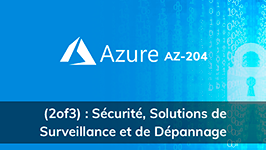 Azure AZ-204
(2of3) : Sécurité, Solutions de
Surveillance et de Dépannage